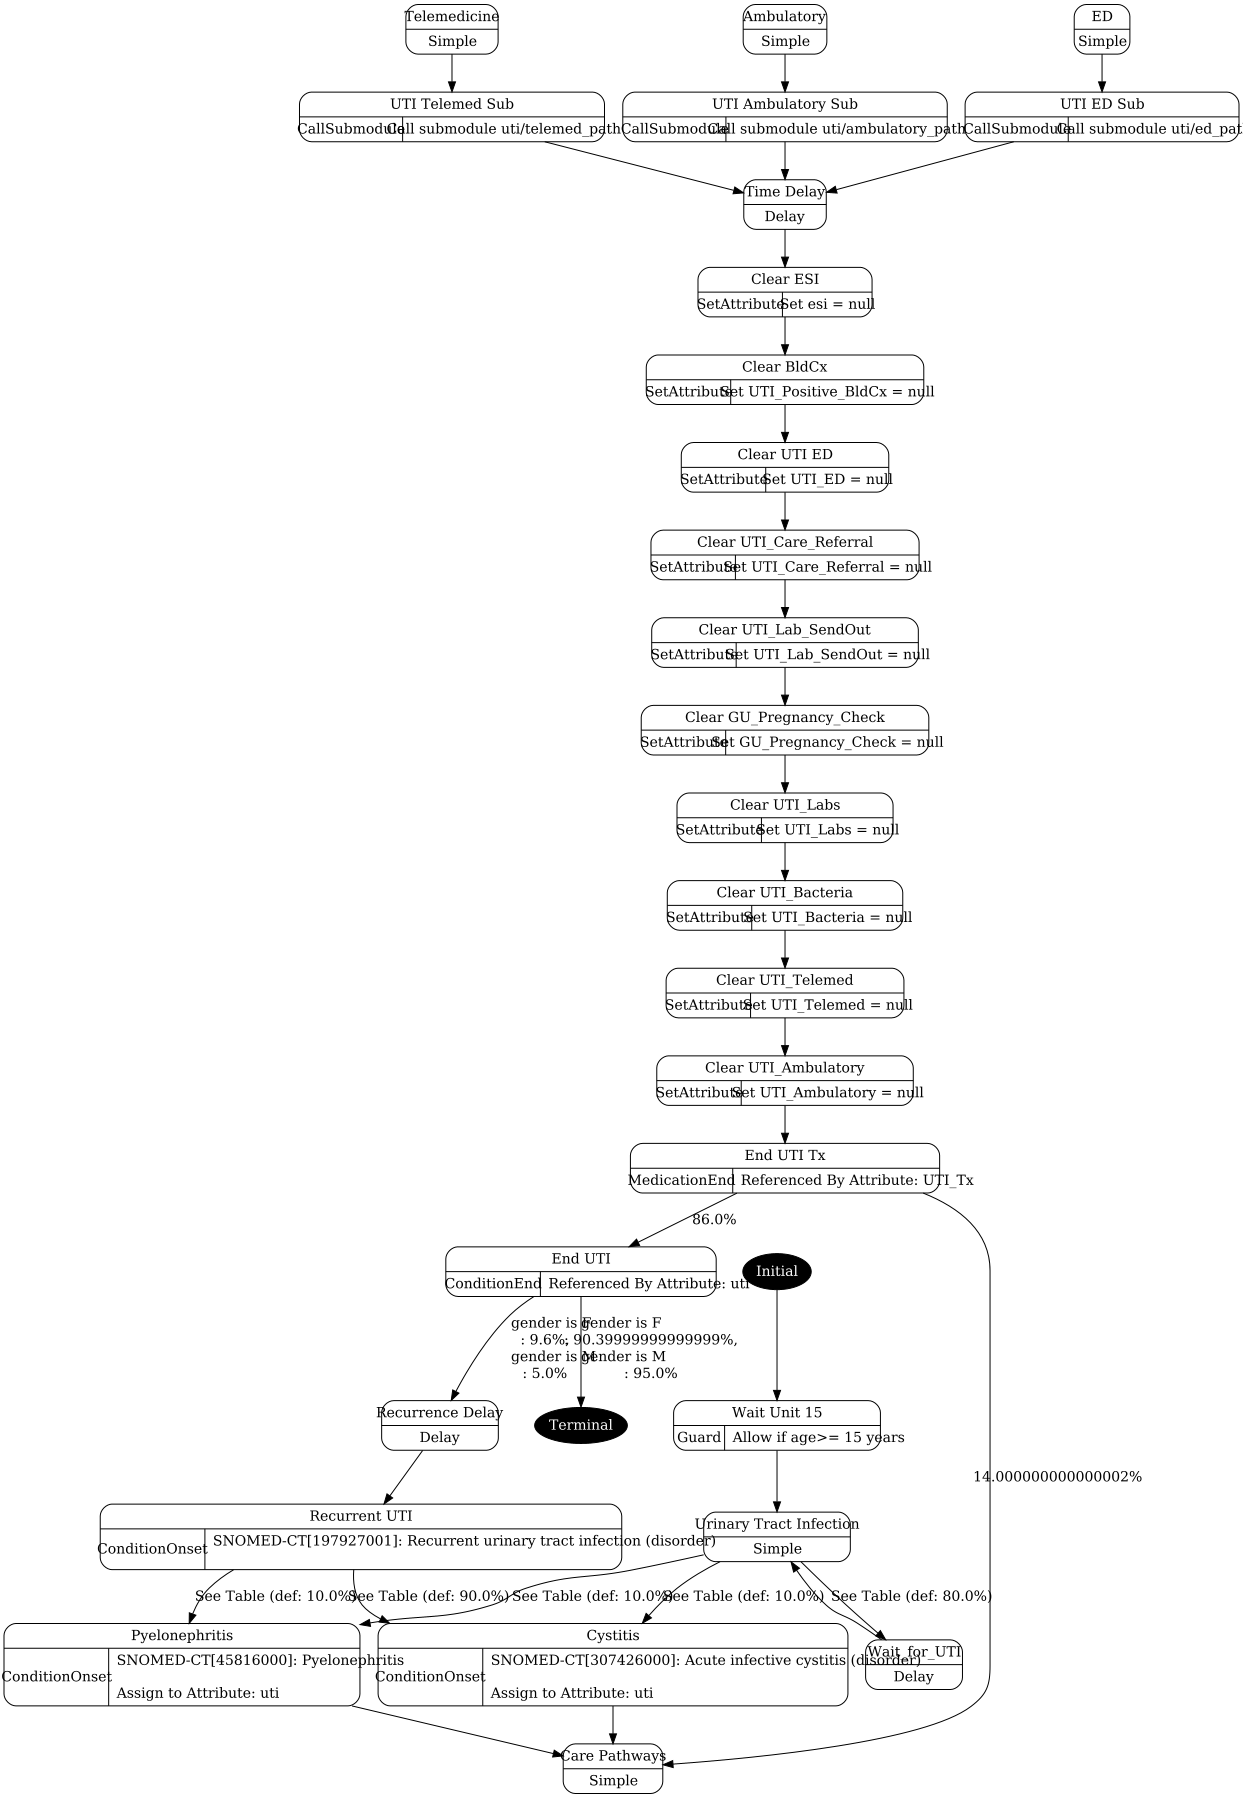 Telemedicine
Simple
Ambulatory
Simple
ED
Simple
UTI Telemed Sub
CallSubmodule
Call submodule uti/telemed_path
UTI Ambulatory Sub
CallSubmodule
Call submodule uti/ambulatory_path
UTI ED Sub
CallSubmodule
Call submodule uti/ed_pat
Time Delay
Delay
Clear ESI
SetAttribute
Set esi = null
Clear BldCx
SetAttribute
Set UTI_Positive_BldCx = null
Clear UTI ED
SetAttribute
Set UTI_ED = null
Clear UTI_Care_Referral
SetAttribute
Set UTI_Care_Referral = null
Clear UTI_Lab_SendOut
SetAttribute
Set UTI_Lab_SendOut = null
Clear GU_Pregnancy_Check
SetAttribute
Set GU_Pregnancy_Check = null
Clear UTI_Labs
SetAttribute
Set UTI_Labs = null
Clear UTI_Bacteria
SetAttribute
Set UTI_Bacteria = null
Clear UTI_Telemed
SetAttribute
Set UTI_Telemed = null
Clear UTI_Ambulatory
SetAttribute
Set UTI_Ambulatory = null
End UTI Tx
MedicationEnd
Referenced By Attribute: UTI_Tx
86.0%
End UTI
ConditionEnd
Referenced By Attribute: uti
Initial
gender is F
: 9.6%,
gender is M
: 5.0%
gender is F
: 90.39999999999999%,
gender is M
: 95.0%
Recurrence Delay
Delay
Terminal
Wait Unit 15
Guard
Allow if age>= 15 years
14.000000000000002%
Recurrent UTI
ConditionOnset
SNOMED-CT[197927001]: Recurrent urinary tract infection (disorder)
Urinary Tract Infection
Simple
See Table (def: 10.0%)
See Table (def: 90.0%)
See Table (def: 10.0%)
See Table (def: 10.0%)
See Table (def: 80.0%)
Pyelonephritis
ConditionOnset
SNOMED-CT[45816000]: Pyelonephritis
Assign to Attribute: uti
Cystitis
ConditionOnset
SNOMED-CT[307426000]: Acute infective cystitis (disorder)
Assign to Attribute: uti
Wait_for_UTI
Delay
Care Pathways
Simple